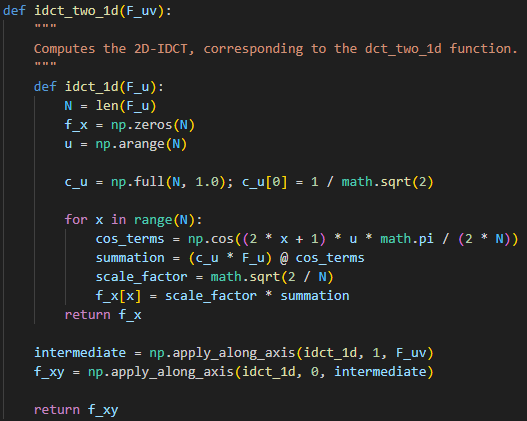 def idct_two_1d(F_uv):
    """
    Computes the 2D-IDCT, corresponding to the dct_two_1d function.
    """
    def idct_1d(F_u):
        N = len(F_u)
        f_x = np.zeros(N)
        u = np.arange(N)

        c_u = np.full(N, 1.0); c_u[0] = 1 / math.sqrt(2)

        for x in range(N):
            cos_terms = np.cos((2 * x + 1) * u * math.pi / (2 * N))
            summation = (c_u * F_u) @ cos_terms
            scale_factor = math.sqrt(2 / N)
            f_x[x] = scale_factor * summation
        return f_x

    intermediate = np.apply_along_axis(idct_1d, 1, F_uv)
    f_xy = np.apply_along_axis(idct_1d, 0, intermediate)

    return f_xy